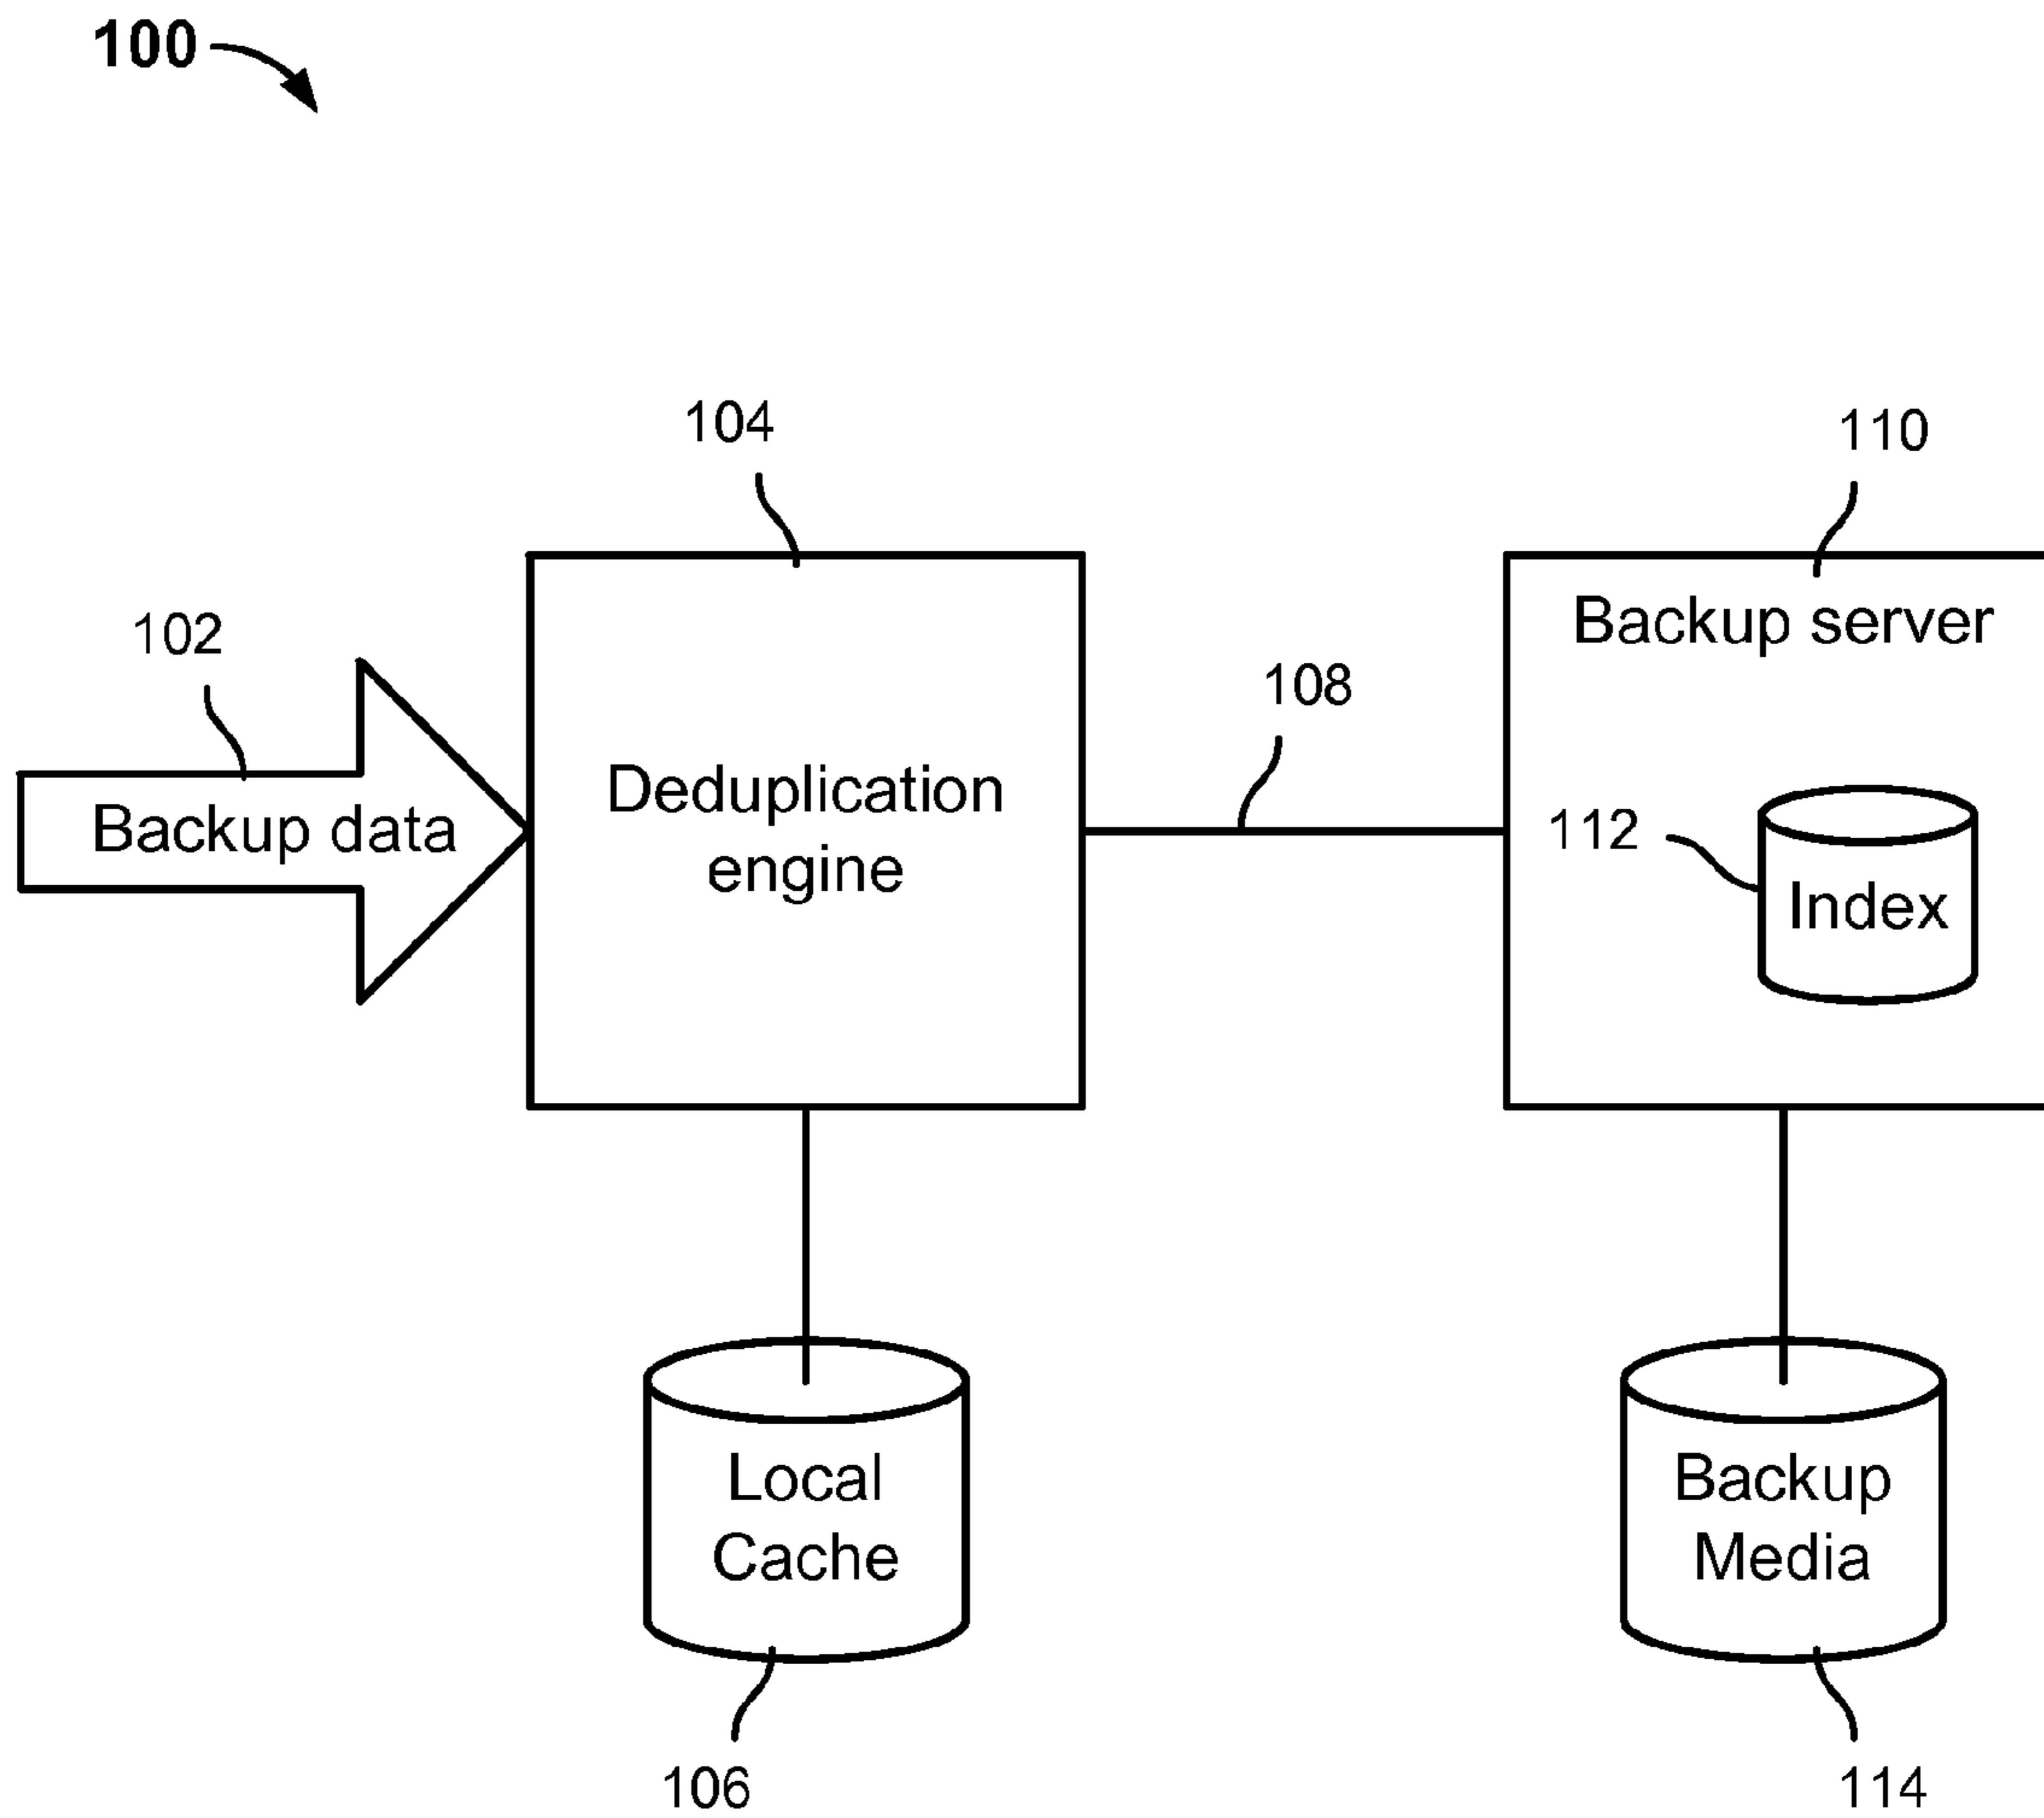 100
104
110
102
Backup server
108
Deduplication
engine
Backup data
112
Index
Local
Cache
Backup
Media
106
114